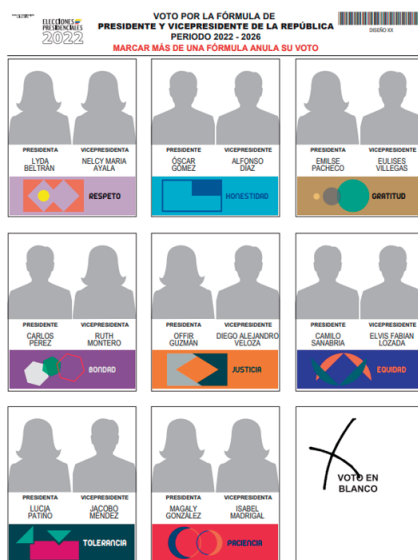 ELECCIONES
PRESIDENCIALES
2022
VOTO POR LA FÓRMULA DE
PRESIDENTE Y VICEPRESIDENTE DE LA REPÚBLICA
PERIODO 2022 - 2026
MARCAR MÁS DE UNA FÓRMULA ANULA SU VOTO
DISEÑO XX
PRESIDENTA VICEPRESIDENTA
LYDA BELTRÁN NELCY MARIA AYALA
RESPETO
PRESIDENTE VICEPRESIDENTE
ÓSCAR GÓMEZ ALFONSO DÍAZ
HONESTIDAD
PRESIDENTA VICEPRESIDENTE
EMILSE PACHECO EULISES VILLEGAS
GRATITUD
PRESIDENTE VICEPRESIDENTA
CARLOS PÉREZ RUTH MONTERO
BONDAD
PRESIDENTA VICEPRESIDENTE
OFFIR GUZMÁN DIEGO ALEJANDRO VELOZA
JUSTICIA
PRESIDENTE VICEPRESIDENTE
CAMILO SANABRIA ELVIS FABIAN LOZADA
EQUIDAD
PRESIDENTA VICEPRESIDENTE
LUCIA PATIÑO JACOBO MÉNDEZ
TOLERANCIA
PRESIDENTA VICEPRESIDENTA
MAGALY GONZÁLEZ ISABEL MADRIGAL
PACIENCIA
VOTO EN
BLANCO